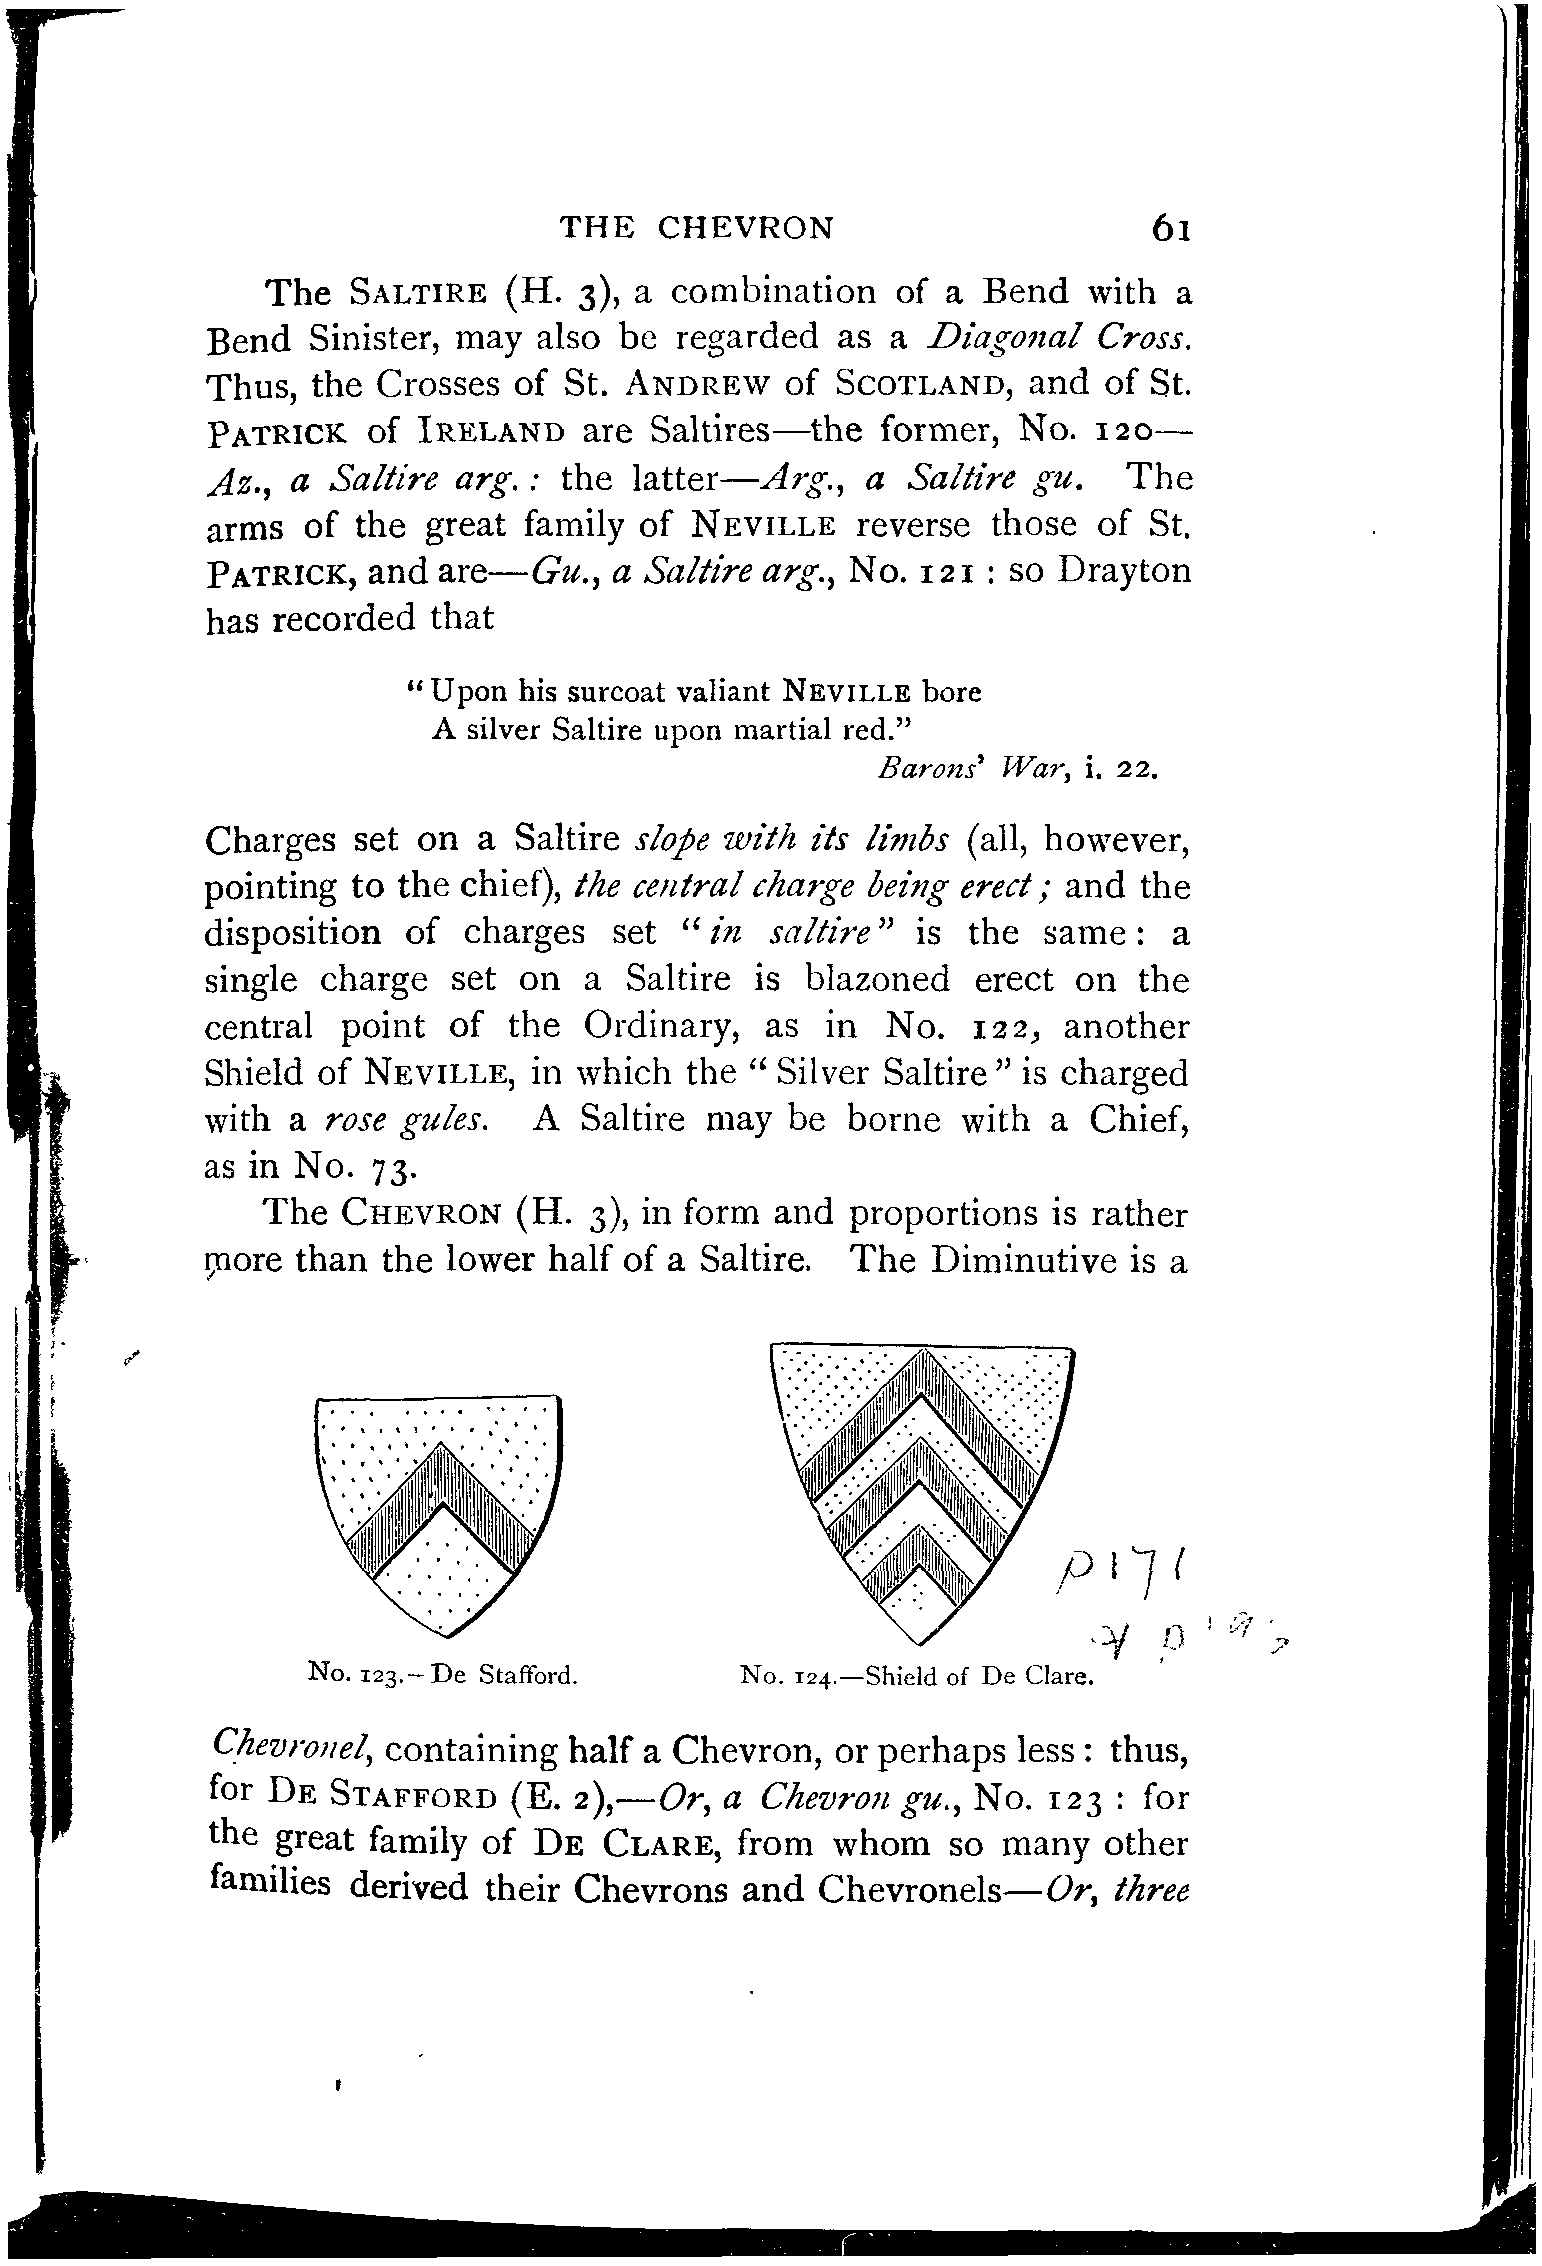 THE CHEVRON 61
The SALTIRE (H. 3), a combination of a Bend with a
Bend Sinister, may also be regarded as a Diagonal Cross.
Thus, the Crosses of St. ANDREW of SCOTLAND, and of St.
PATRICK of IRELAND are Saltires—the former, No. 120—
Az., a Saltire arg.: the latter—Arg., a Saltire gu. The
arms of the great family of NEVILLE reverse those of St.
PATRICK, and are—Gu., a Saltire arg., No. 121 : so Drayton
has recorded that
“Upon his surcoat valiant NEVILLE bore
A silver Saltire upon martial red.”
Barons’ War, i. 22.
Charges set on a Saltire slope with its limbs (all, however,
pointing to the chief), the central charge being erect; and the
disposition of charges set “in saltire” is the same: a
single charge set on a Saltire is blazoned erect on the
central point of the Ordinary, as in No. 122, another
Shield of NEVILLE, in which the “Silver Saltire” is charged
with a rose gules. A Saltire may be borne with a Chief,
as in No. 73.
The CHEVRON (H. 3), in form and proportions is rather
more than the lower half of a Saltire. The Diminutive is a
p171
No. 123.—De Stafford.
No. 124.—Shield of De Clare.
Chevronel, containing half a Chevron, or perhaps less: thus,
for DE STAFFORD (E. 2),—Or, a Chevron gu., No. 123 : for
the great family of DE CLARE, from whom so many other
families derived their Chevrons and Chevronels—Or, three